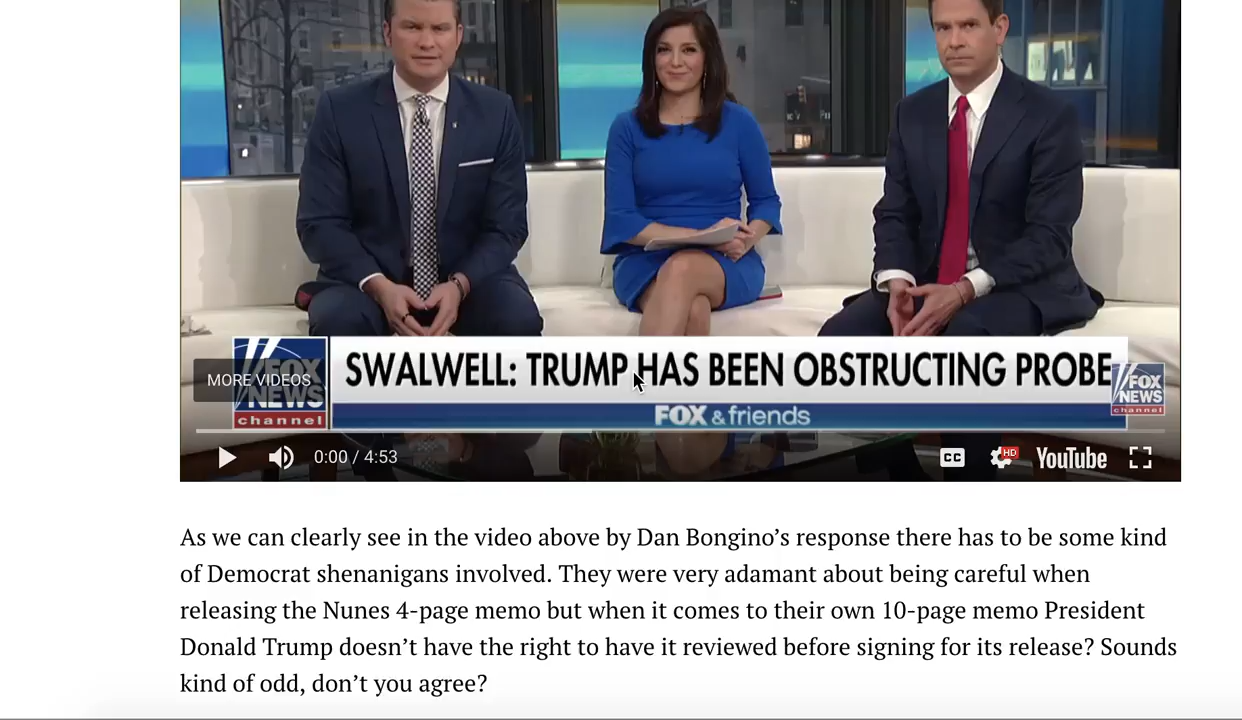 MORE VIDEOS
FOX
NEWS
channel
SWALWELL: TRUMP HAS BEEN OBSTRUCTING PROBE
FOX & friends
FOX
NEWS
channel
0:00 / 4:53
CC
HD
YouTube
As we can clearly see in the video above by Dan Bongino’s response there has to be some kind
of Democrat shenanigans involved. They were very adamant about being careful when
releasing the Nunes 4-page memo but when it comes to their own 10-page memo President
Donald Trump doesn’t have the right to have it reviewed before signing for its release? Sounds
kind of odd, don’t you agree?